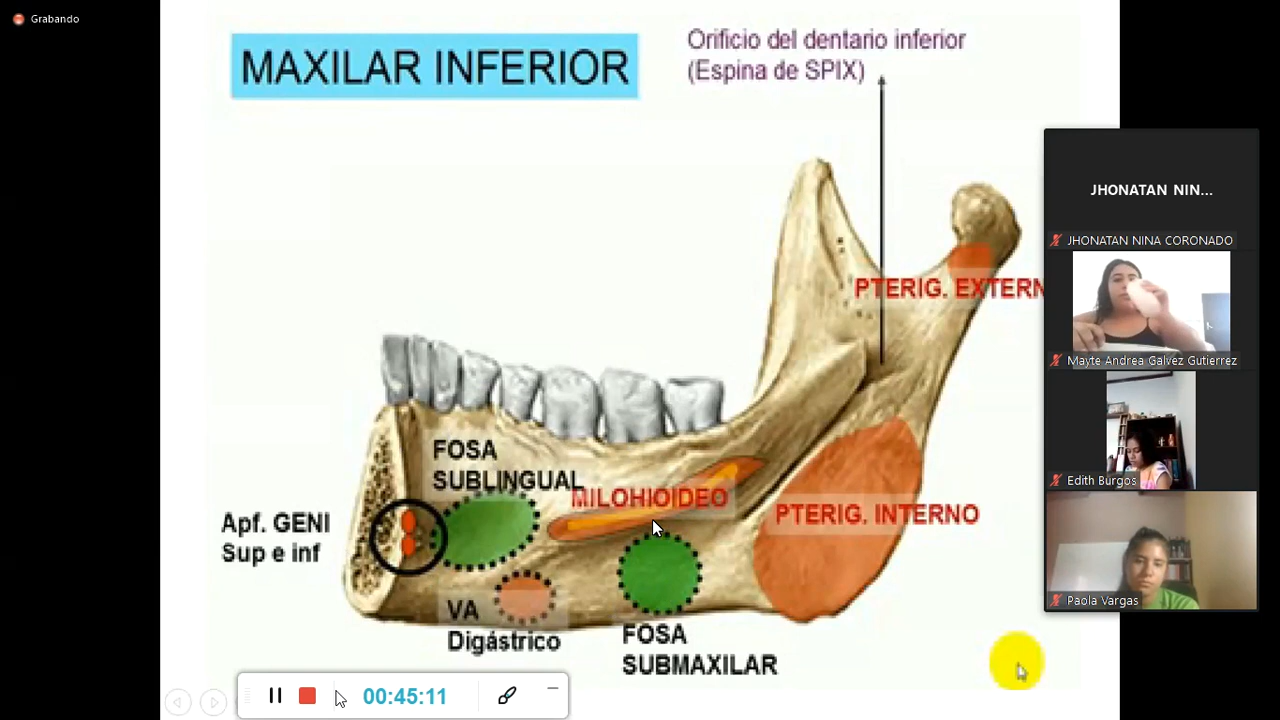 Grabando
MAXILAR INFERIOR
Orificio del dentario inferior
(Espina de SPIX)
JHONATAN NIN...
JHONATAN NINA CORONADO
PTERIG. EXTERN
Mayte Andrea Galvez Gutierrez
FOSA
SUBLINGUAL
MILOHIOIDEO
Edith Burgos
Apf. GENI
Sup e inf
PTERIG. INTERNO
VA
Digástrico
FOSA
SUBMAXILAR
Paola Vargas
00:45:11